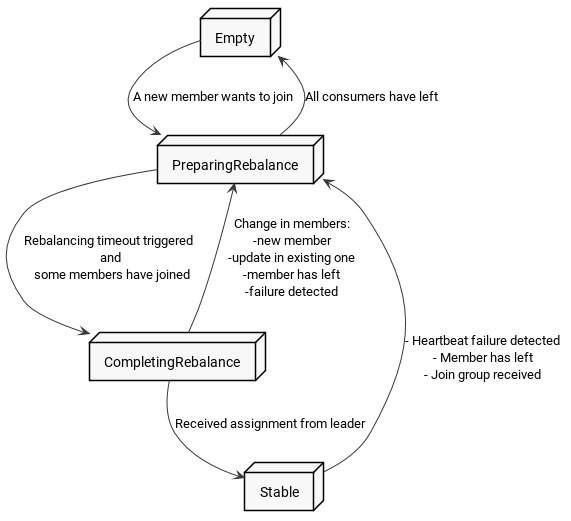 Empty
A new member wants to join
All consumers have left
PreparingRebalance
Rebalancing timeout triggered
and
some members have joined
Change in members:
-new member
-update in existing one
-member has left
-failure detected
- Heartbeat failure detected
- Member has left
- Join group received
CompletingRebalance
Received assignment from leader
Stable